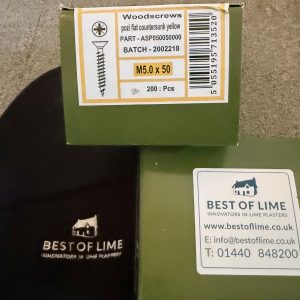 Woodscrews
pozi flat countersunk yellow
PART - ASP050050000
BATCH - 2002218
M5.0 x 50
200 : Pcs
5 055195 713520
BEST OF LIME
INNOVATORS IN LIME PLASTERS
BEST OF LIME
INNOVATORS IN LIME PLASTERS
www.bestoflime.co.uk
E: info@bestoflime.co.uk
T: 01440 848200